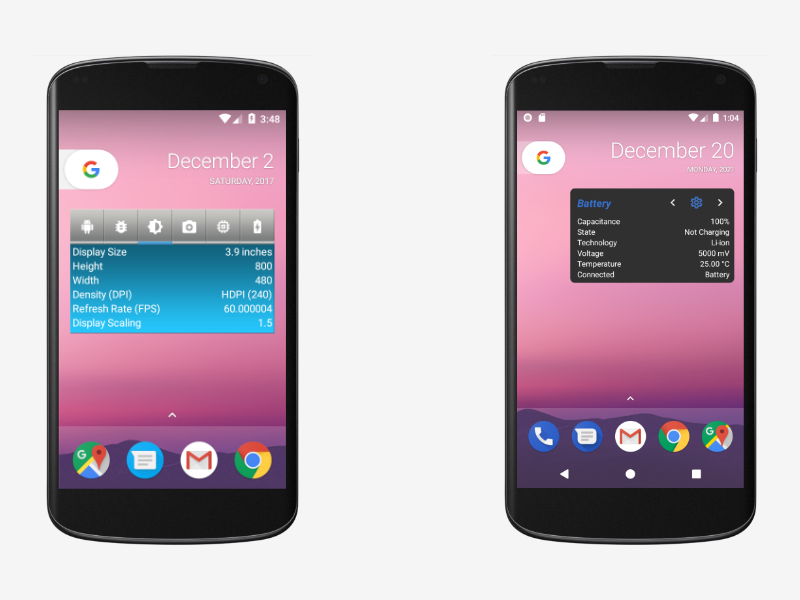 3:48
G
December 2
SATURDAY, 2017
Display Size 3.9 inches
Height 800
Width 480
Density (DPI) HDPI (240)
Refresh Rate (FPS) 60.000004
Display Scaling 1.5
G
1:04
G
December 20
MONDAY, 2021
Battery
Capacitance 100%
State Not Charging
Technology Li-Ion
Voltage 5000 mV
Temperature 25.00 °C
Connected Battery
G